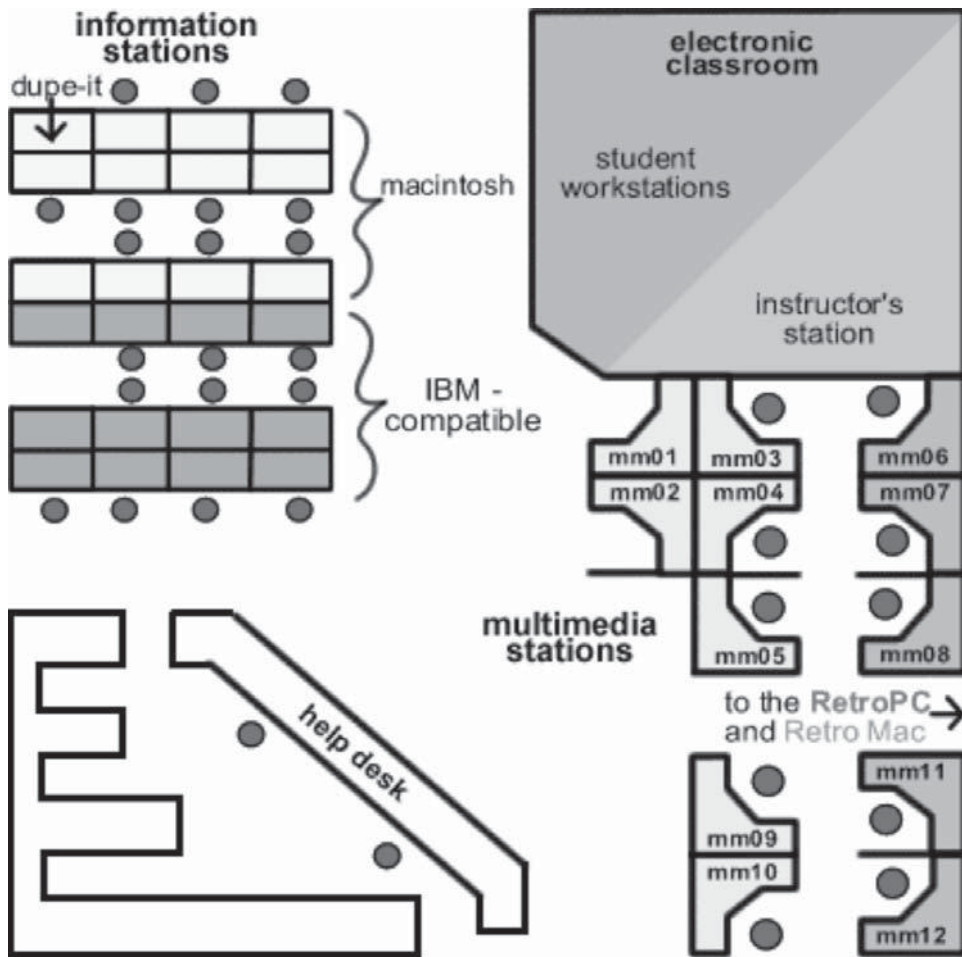 information
stations
dupe-it
macintosh
IBM -
compatible
electronic
classroom
student
workstations
instructor's
station
mm01
mm03
mm06
mm02
mm04
mm07
multimedia
stations
mm05
mm08
to the RetroPC
and Retro Mac
help desk
mm11
mm09
mm10
mm12